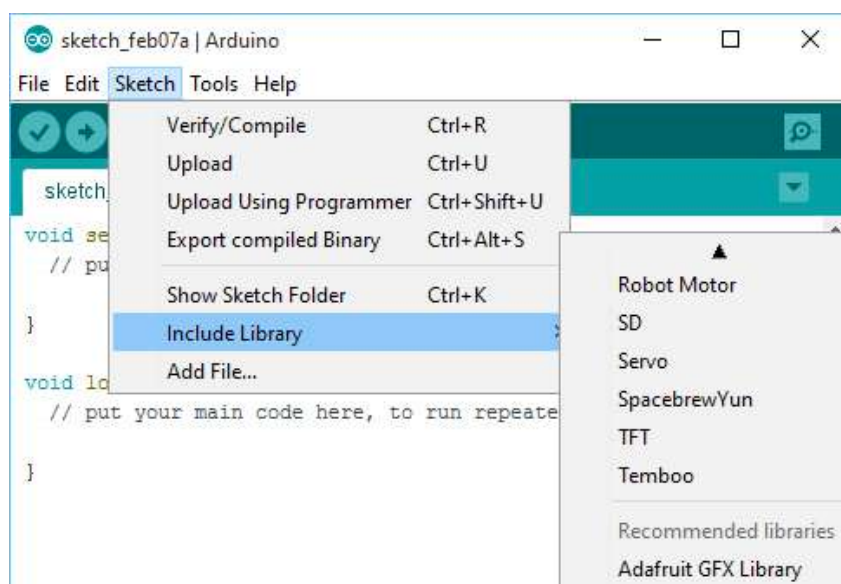 sketch_feb07a | Arduino
File Edit Sketch Tools Help
Verify/Compile Ctrl+R
Upload Ctrl+U
Upload Using Programmer Ctrl+Shift+U
Export compiled Binary Ctrl+Alt+S
Show Sketch Folder Ctrl+K
Include Library
Add File...
sketch_
void se
// pu
}
void lo
// put your main code here, to run repeate
}
Robot Motor
SD
Servo
SpacebrewYun
TFT
Temboo
Recommended libraries
Adafruit GFX Library